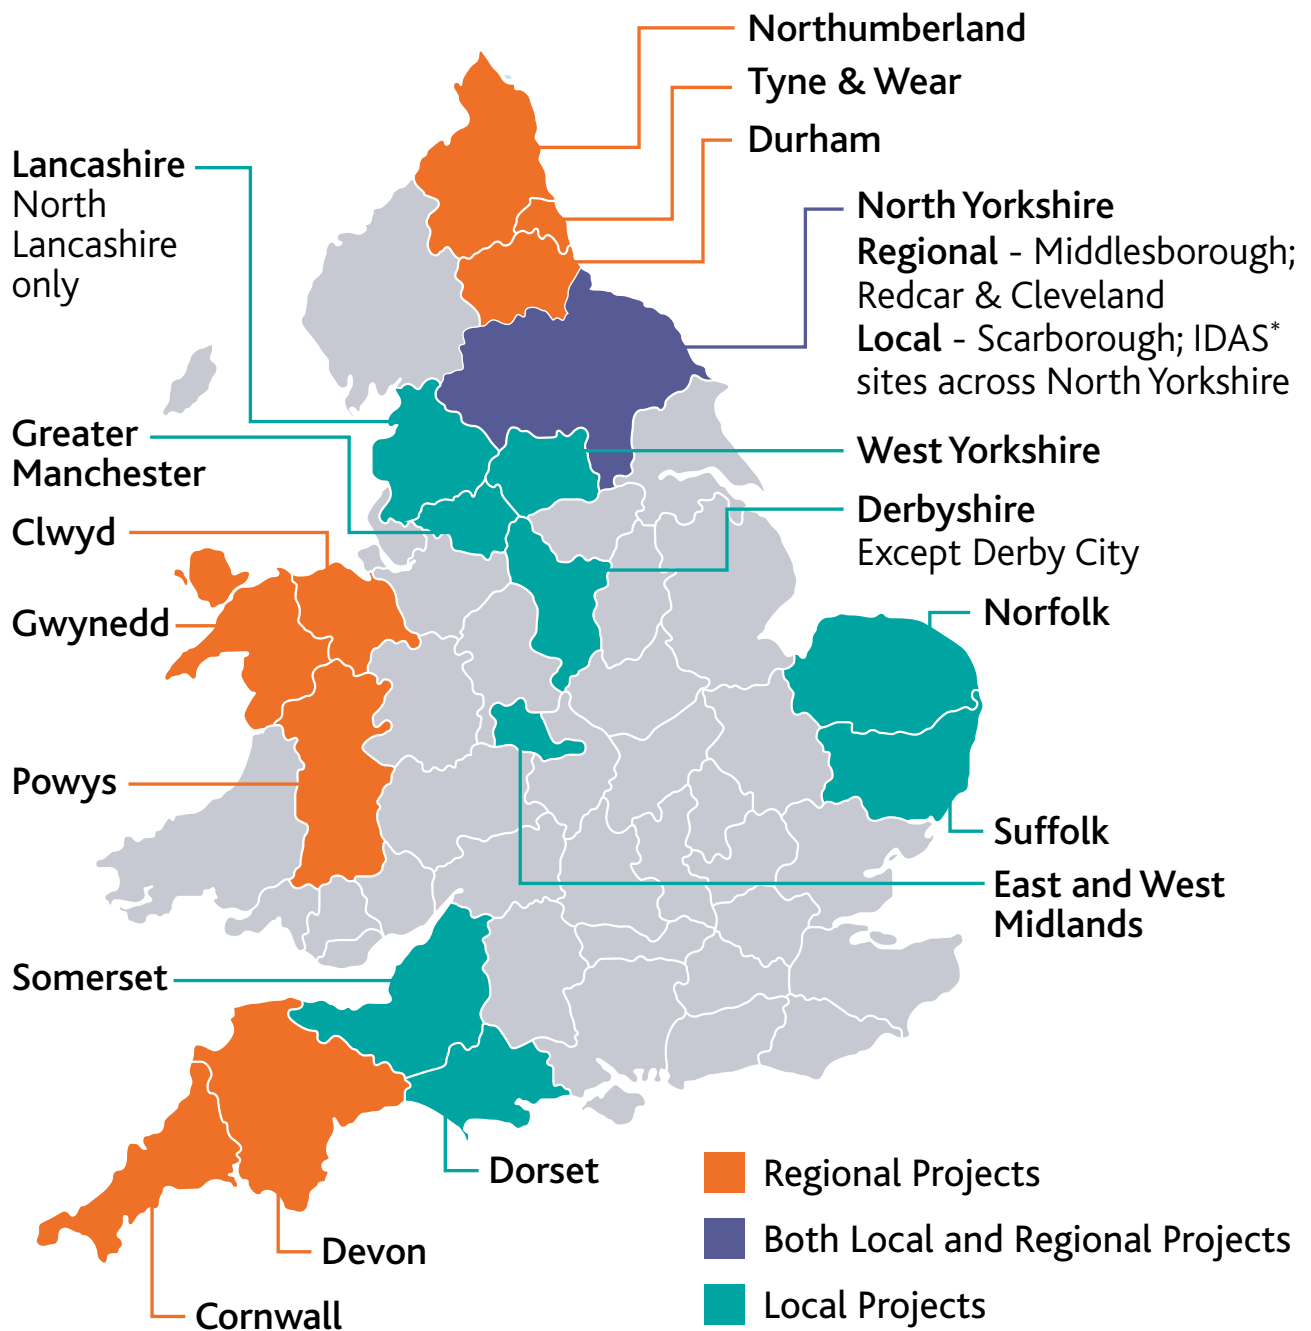 Northumberland
Tyne & Wear
Durham
Lancashire
North
Lancashire
only
North Yorkshire
Regional - Middlesborough;
Redcar & Cleveland
Local - Scarborough; IDAS*
sites across North Yorkshire
Greater
Manchester
West Yorkshire
Clwyd
Derbyshire
Except Derby City
Gwynedd
Norfolk
Powys
Suffolk
East and West
Midlands
Somerset
Dorset
Devon
Cornwall
Regional Projects
Both Local and Regional Projects
Local Projects